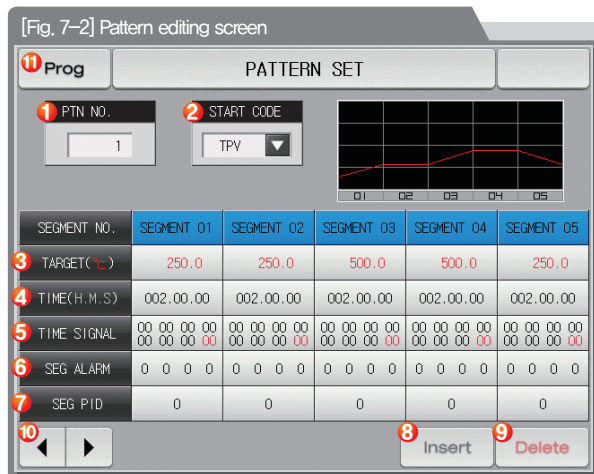 [Fig. 7-2] Pattern editing screen
11 Prog PATTERN SET
1 PTN NO. 2 START CODE
1 TPV
01 02 03 04 05
SEGMENT NO. SEGMENT 01 SEGMENT 02 SEGMENT 03 SEGMENT 04 SEGMENT 05
3 TARGET(℃) 250.0 250.0 500.0 500.0 250.0
4 TIME(H.M.S) 002.00.00 002.00.00 002.00.00 002.00.00 002.00.00
5 TIME SIGNAL 00 00 00 00 00 00 00 00 00 00 00 00 00 00 00 00 00 00 00 00
00 00 00 00 00 00 00 00 00 00 00 00 00 00 00 00 00 00 00 00
6 SEG ALARM 0 0 0 0 0 0 0 0 0 0 0 0 0 0 0 0 0 0 0 0
7 SEG PID 0 0 0 0 0
10 8 Insert 9 Delete